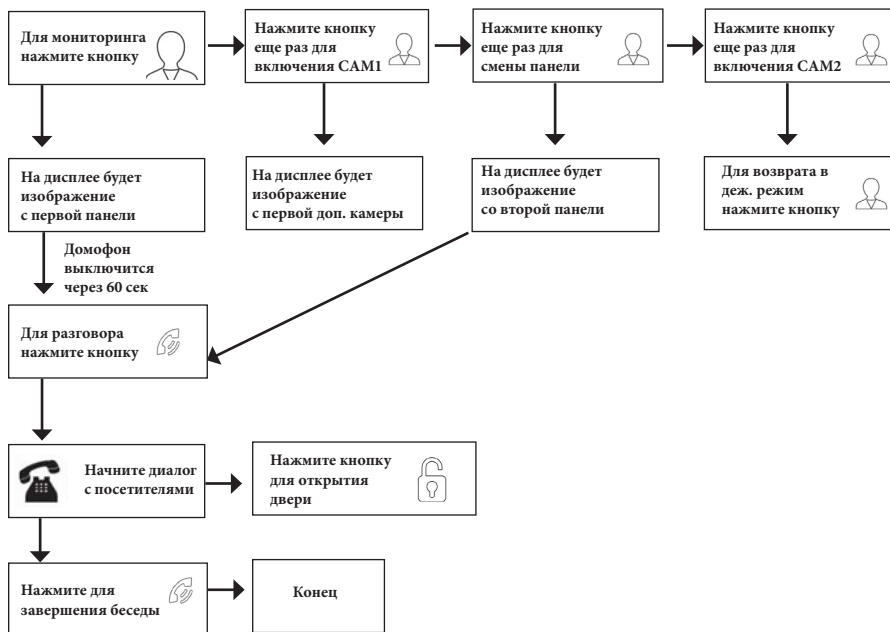 Для мониторинга
нажмите кнопку
Нажмите кнопку
еще раз для
включения CAM1
Нажмите кнопку
еще раз для
смены панели
Нажмите кнопку
еще раз для
включения CAM2
На дисплее будет
изображение
с первой панели
На дисплее будет
изображение
с первой доп. камеры
На дисплее будет
изображение
со второй панели
Для возврата в
деж. режим
нажмите кнопку
Домофон
выключится
через 60 сек
Для разговора
нажмите кнопку
Начните диалог
с посетителями
Нажмите кнопку
для открытия
двери
Нажмите для
завершения беседы
Конец